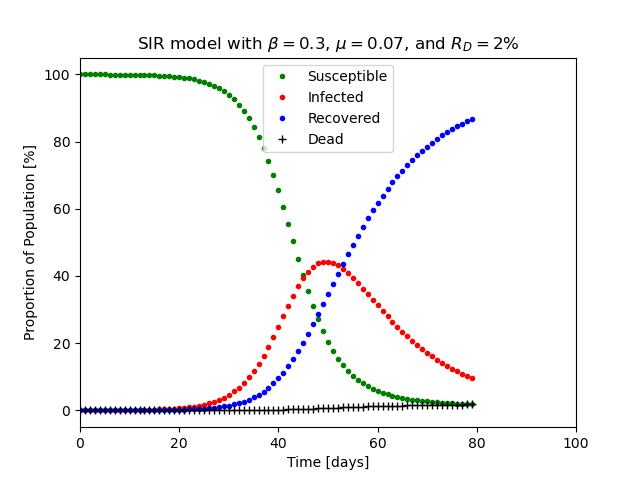 SIR model with β = 0.3, μ = 0.07, and R_D = 2%
Susceptible
Infected
Recovered
Dead
Proportion of Population [%]
100
80
60
40
20
0
0 20 40 60 80 100
Time [days]